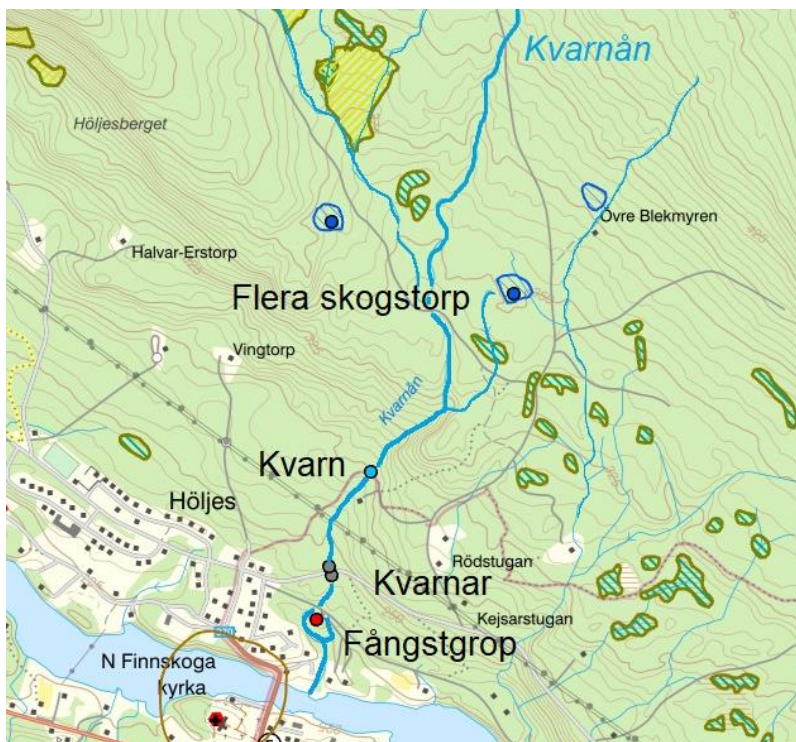 Kvarnån
Höljesberget
Övre Blekmyren
Halvar-Erstorp
Flera skogstorp
Vingtorp
Kvarnån
Kvarn
Höljes
Rödstugan
Kvarnar
Kejsarstugan
Fångstgrop
N Finnskoga
kyrka